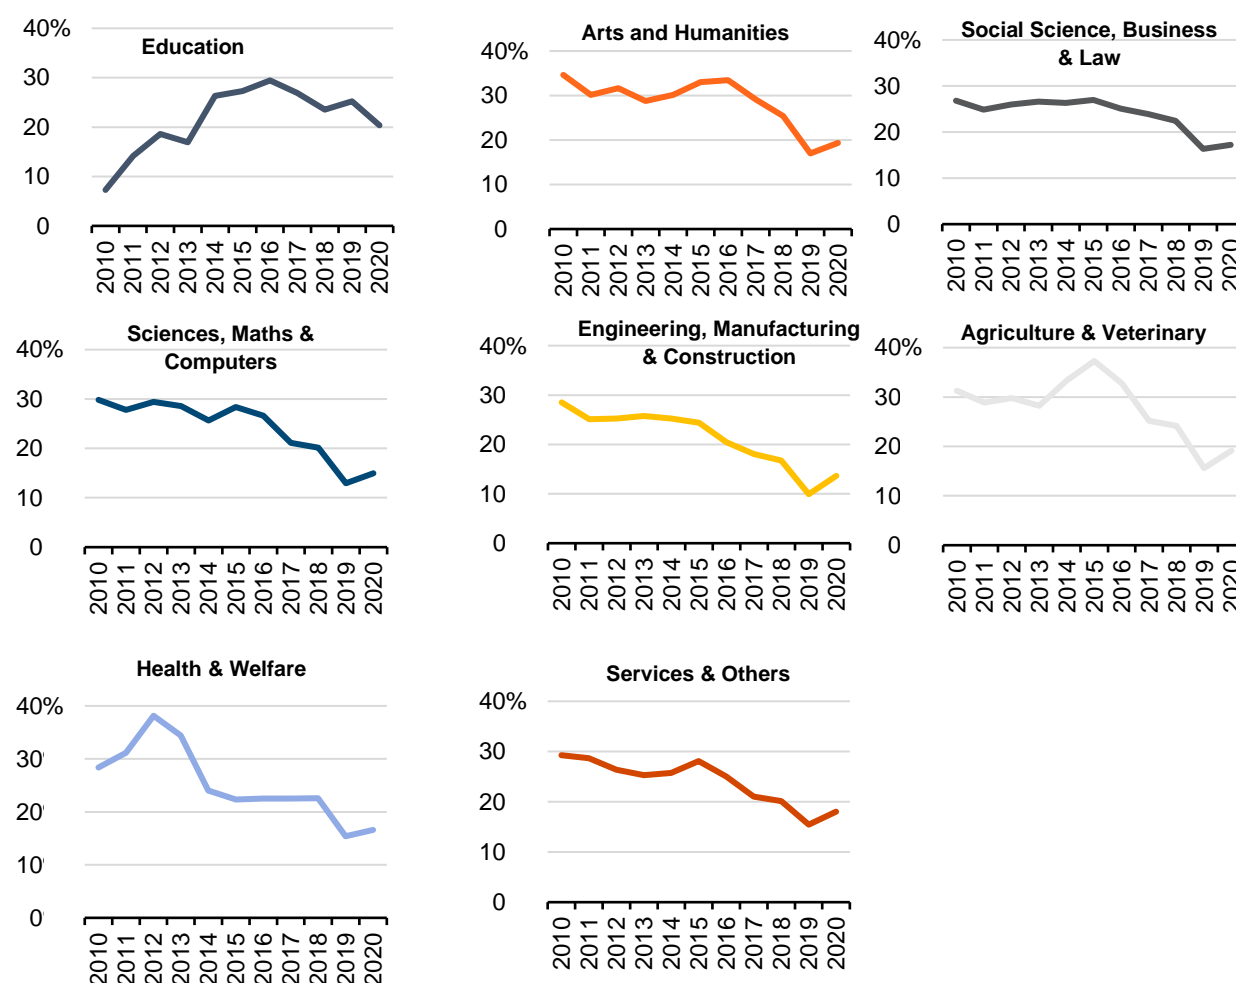 Education
40%
30
20
10
0
2010 2011 2012 2013 2014 2015 2016 2017 2018 2019 2020
Arts and Humanities
40%
30
20
10
0
2010 2011 2012 2013 2014 2015 2016 2017 2018 2019 2020
Social Science, Business
& Law
40%
30
20
10
0
2010 2011 2012 2013 2014 2015 2016 2017 2018 2019 2020
Sciences, Maths &
Computers
40%
30
20
10
0
2010 2011 2012 2013 2014 2015 2016 2017 2018 2019 2020
Engineering, Manufacturing
& Construction
40%
30
20
10
0
2010 2011 2012 2013 2014 2015 2016 2017 2018 2019 2020
Agriculture & Veterinary
40%
30
20
10
0
2010 2011 2012 2013 2014 2015 2016 2017 2018 2019 2020
Health & Welfare
40%
30
20
10
0
2010 2011 2012 2013 2014 2015 2016 2017 2018 2019 2020
Services & Others
40%
30
20
10
0
2010 2011 2012 2013 2014 2015 2016 2017 2018 2019 2020